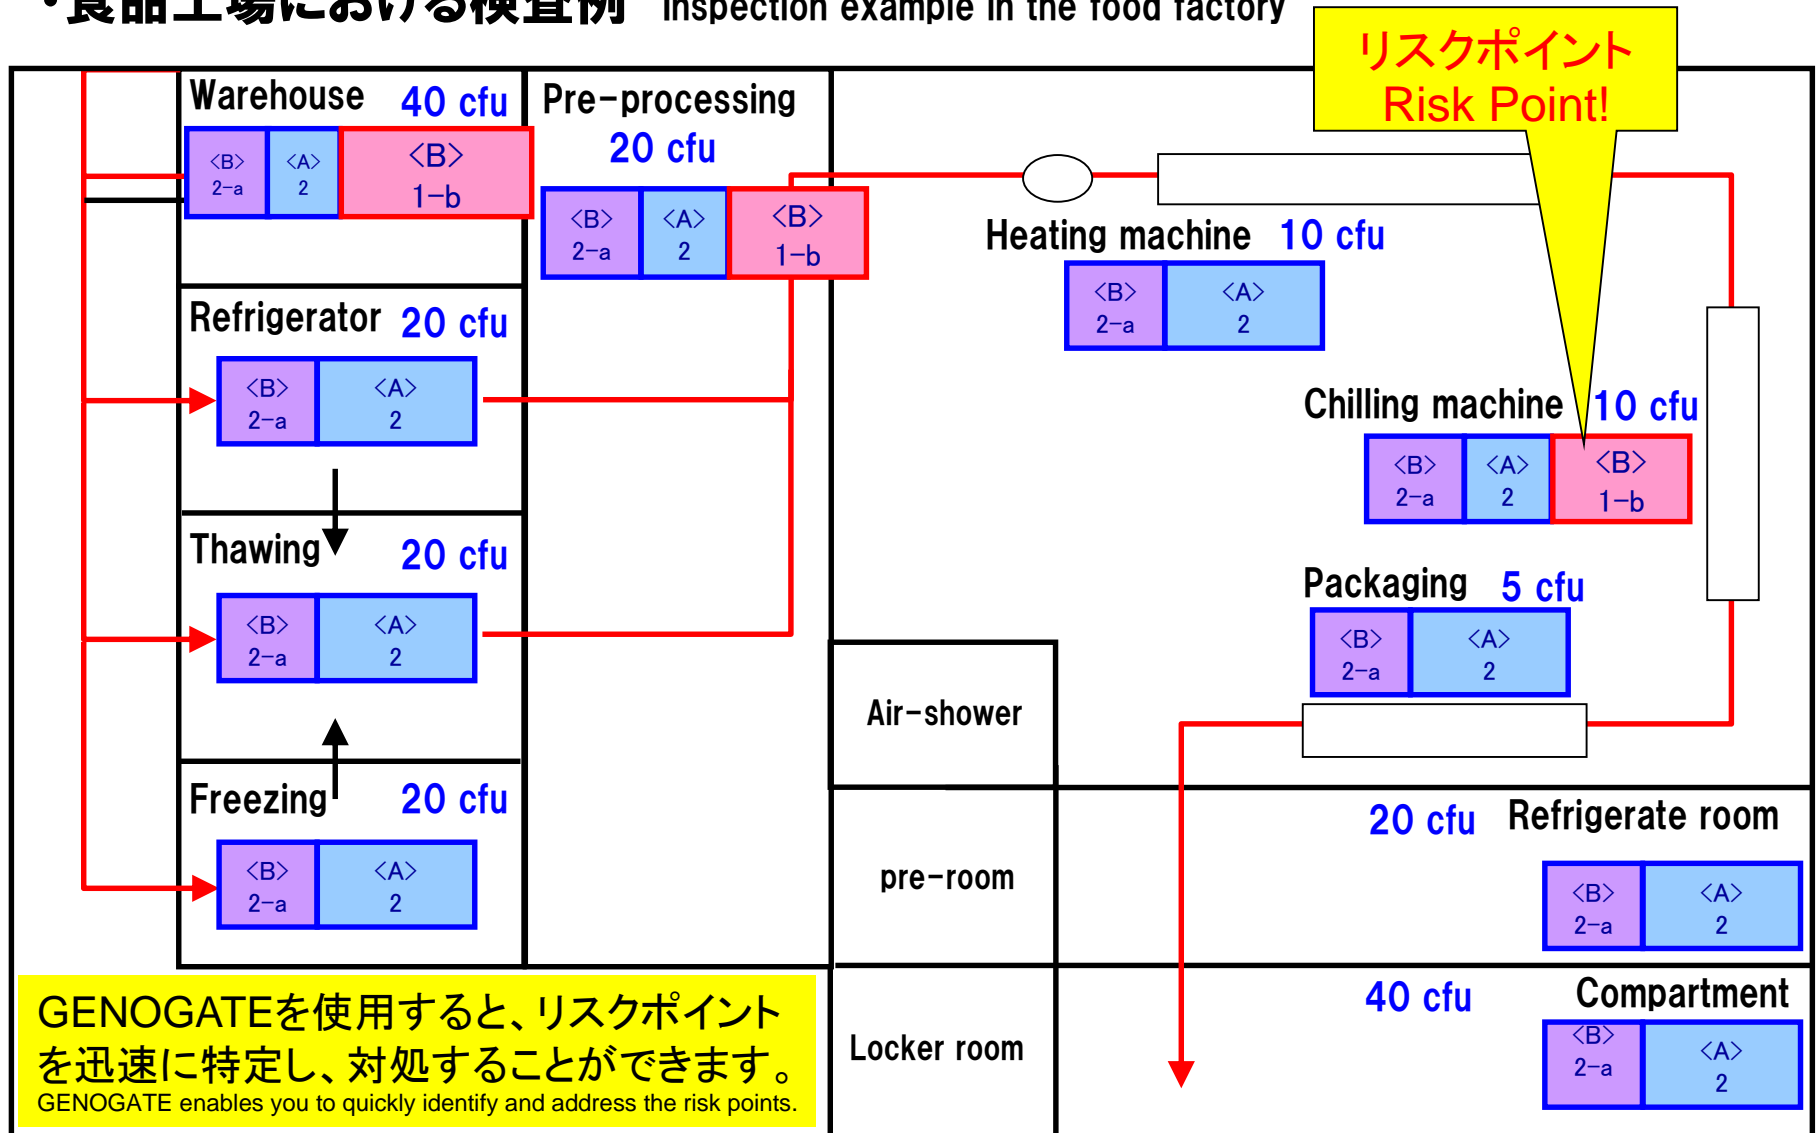 ・食品工場における検査例 Inspection example in the food factory
リスクポイント
Risk Point!
Warehouse 40 cfu
<B>
2-a
<A>
2
<B>
1-b
Pre-processing
20 cfu
<B>
2-a
<A>
2
<B>
1-b
Heating machine 10 cfu
<B>
2-a
<A>
2
Refrigerator 20 cfu
<B>
2-a
<A>
2
Chilling machine 10 cfu
<B>
2-a
<A>
2
<B>
1-b
Thawing 20 cfu
<B>
2-a
<A>
2
Packaging 5 cfu
<B>
2-a
<A>
2
Air-shower
Freezing 20 cfu
<B>
2-a
<A>
2
pre-room
20 cfu Refrigerate room
<B>
2-a
<A>
2
Locker room
40 cfu Compartment
<B>
2-a
<A>
2
GENOGATEを使用すると、リスクポイント
を迅速に特定し、対処することができます。
GENOGATE enables you to quickly identify and address the risk points.